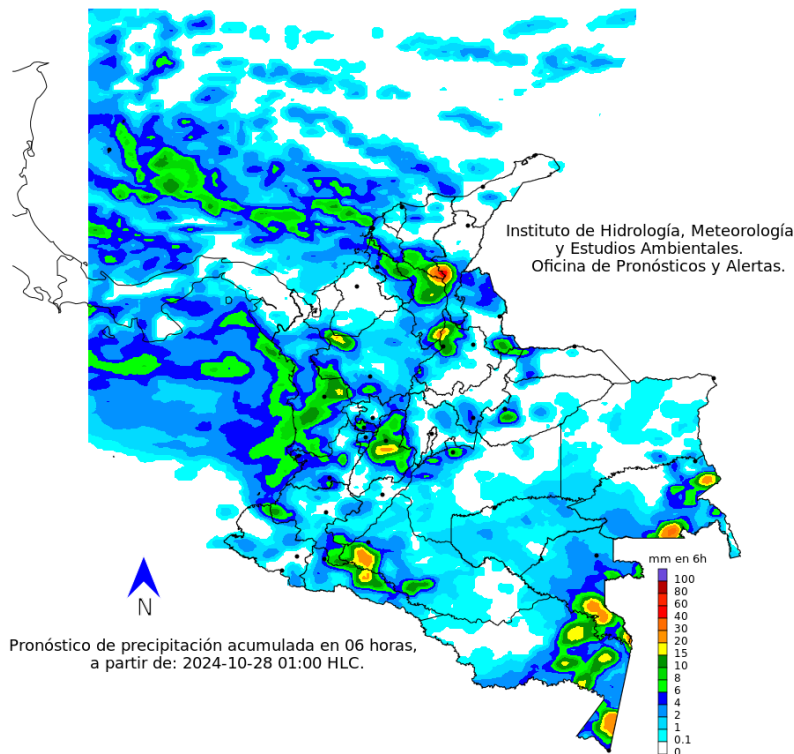 Instituto de Hidrología, Meteorología
y Estudios Ambientales.
Oficina de Pronósticos y Alertas.
mm en 6h
100
80
60
40
30
20
15
10
8
6
4
2
1
0.1
0
N
Pronóstico de precipitación acumulada en 06 horas,
a partir de: 2024-10-28 01:00 HLC.